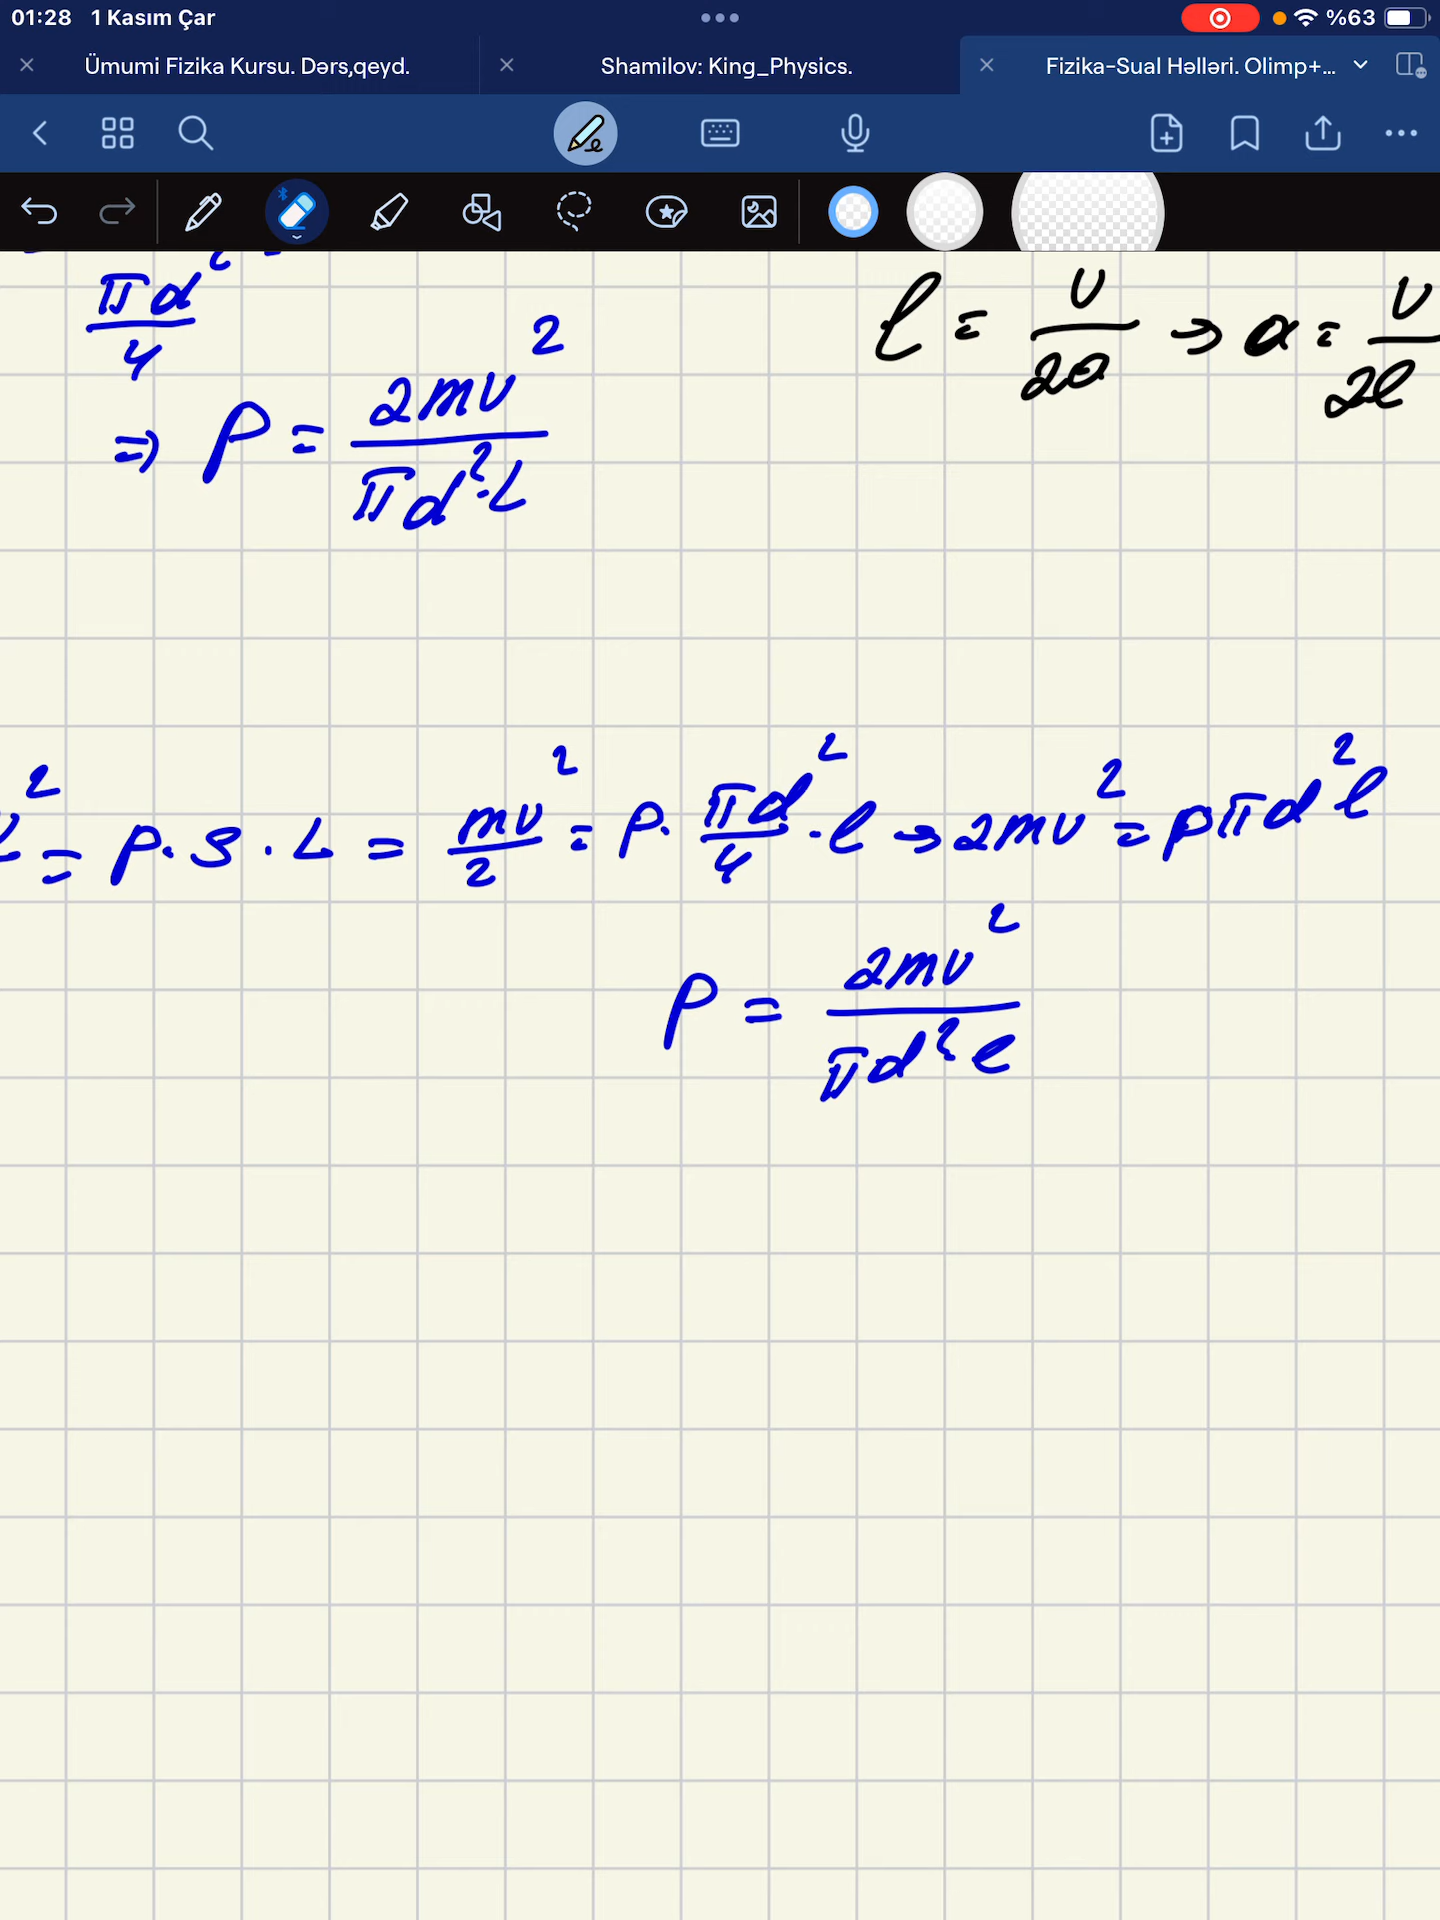 01:28 1 Kasım Çar %63
Ümumi Fizika Kursu. Dərs,qeyd. Shamilov: King_Physics. Fizika-Sual Həlləri. Olimp+...
πd²/4
l = v/2a → a = v/2l
⇒ P = 2mv²/πd²·L
² = P·S·L = mv²/2 = P·πd²/4·l → 2mv² = pπd²l
P = 2mv²/πd²l